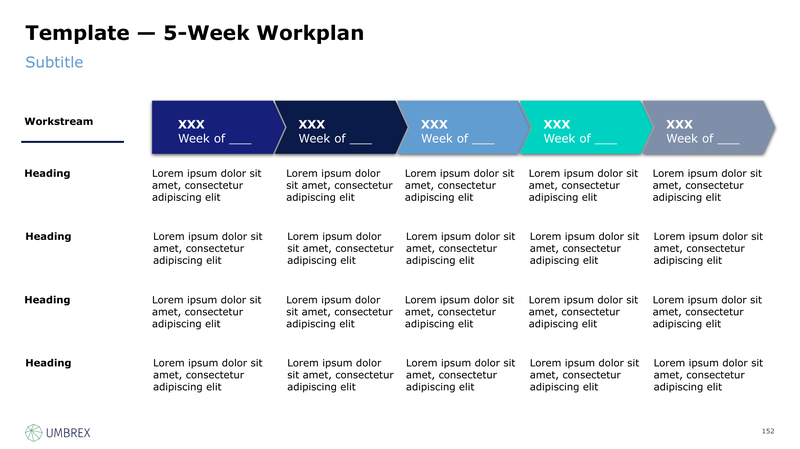 Template — 5-Week Workplan
Subtitle
Workstream
XXX
Week of ___
XXX
Week of ___
XXX
Week of ___
XXX
Week of ___
XXX
Week of ___
Heading
Lorem ipsum dolor sit
amet, consectetur
adipiscing elit
Lorem ipsum dolor
sit amet, consectetur
adipiscing elit
Lorem ipsum dolor sit
amet, consectetur
adipiscing elit
Lorem ipsum dolor sit
amet, consectetur
adipiscing elit
Lorem ipsum dolor sit
amet, consectetur
adipiscing elit
Heading
Lorem ipsum dolor sit
amet, consectetur
adipiscing elit
Lorem ipsum dolor
sit amet, consectetur
adipiscing elit
Lorem ipsum dolor sit
amet, consectetur
adipiscing elit
Lorem ipsum dolor sit
amet, consectetur
adipiscing elit
Lorem ipsum dolor sit
amet, consectetur
adipiscing elit
Heading
Lorem ipsum dolor sit
amet, consectetur
adipiscing elit
Lorem ipsum dolor
sit amet, consectetur
adipiscing elit
Lorem ipsum dolor sit
amet, consectetur
adipiscing elit
Lorem ipsum dolor sit
amet, consectetur
adipiscing elit
Lorem ipsum dolor sit
amet, consectetur
adipiscing elit
Heading
Lorem ipsum dolor sit
amet, consectetur
adipiscing elit
Lorem ipsum dolor
sit amet, consectetur
adipiscing elit
Lorem ipsum dolor sit
amet, consectetur
adipiscing elit
Lorem ipsum dolor sit
amet, consectetur
adipiscing elit
Lorem ipsum dolor sit
amet, consectetur
adipiscing elit
UMBREX
152